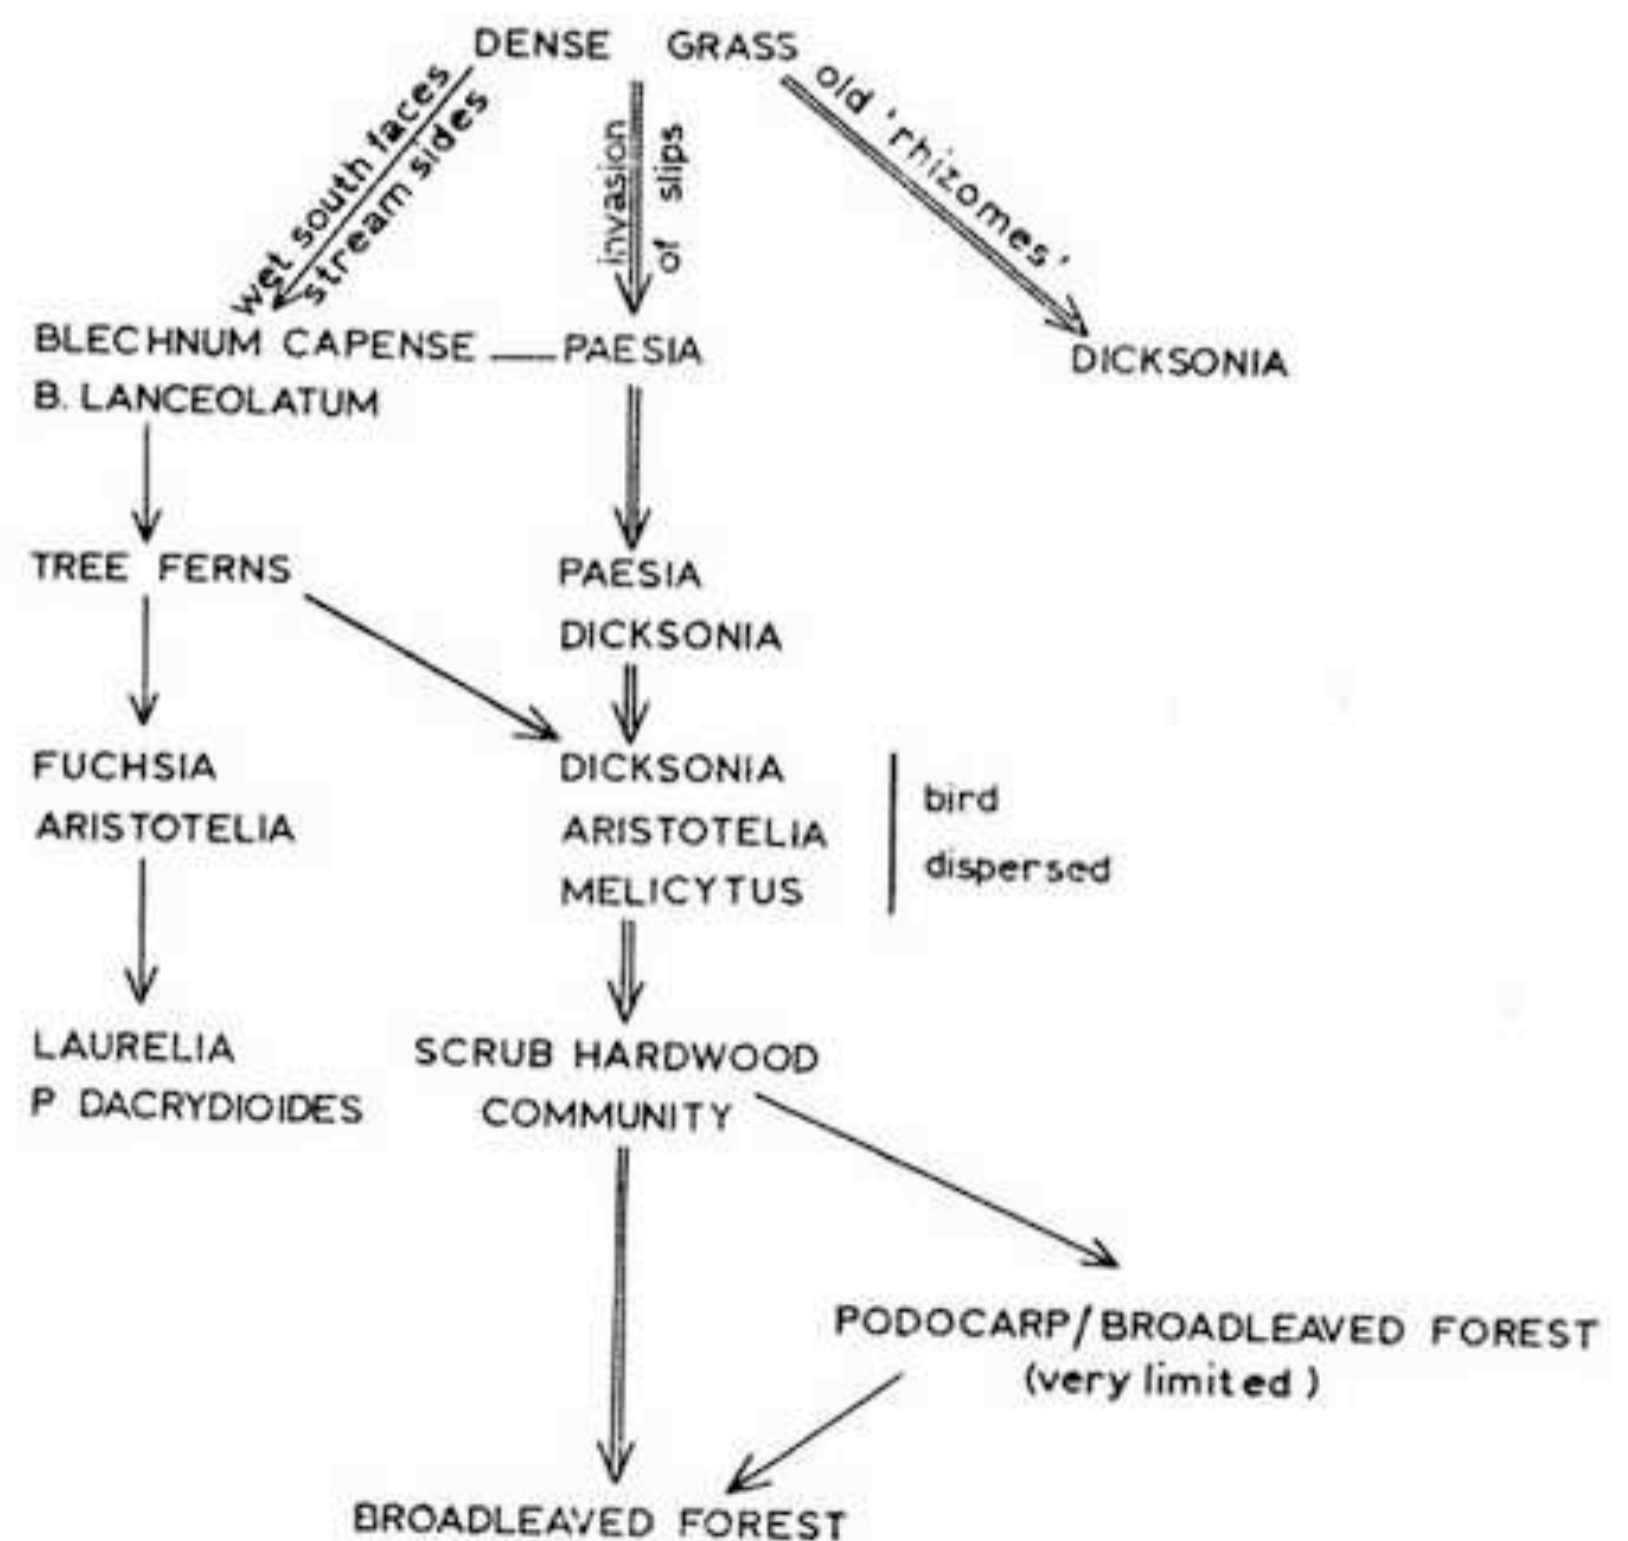 DENSE GRASS
wet south faces
stream sides
invasion
of slips
old 'rhizomes'
BLECHNUM CAPENSE
B. LANCEOLATUM
PAESIA
DICKSONIA
TREE FERNS
PAESIA
DICKSONIA
FUCHSIA
ARISTOTELIA
DICKSONIA
ARISTOTELIA
MELICYTUS
bird
dispersed
LAURELIA
P DACRYDIOIDES
SCRUB HARDWOOD
COMMUNITY
PODOCARP/BROADLEAVED FOREST
(very limited)
BROADLEAVED FOREST